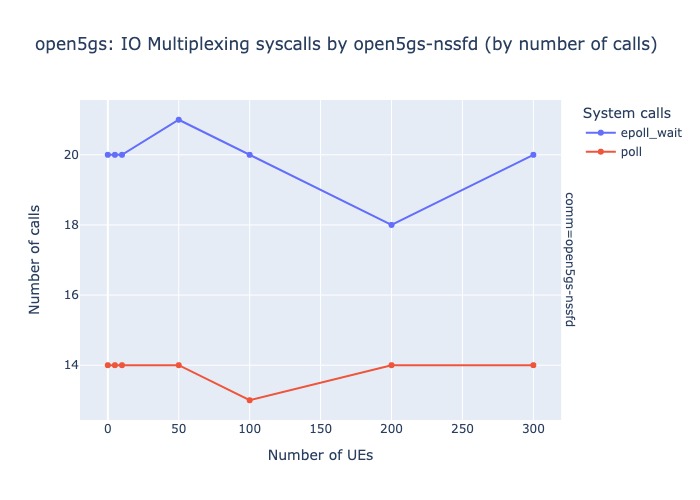 open5gs: IO Multiplexing syscalls by open5gs-nssfd (by number of calls)
System calls
epoll_wait
poll
Number of calls
20
18
16
14
comm=open5gs-nssfd
0
50
100
150
200
250
300
Number of UEs